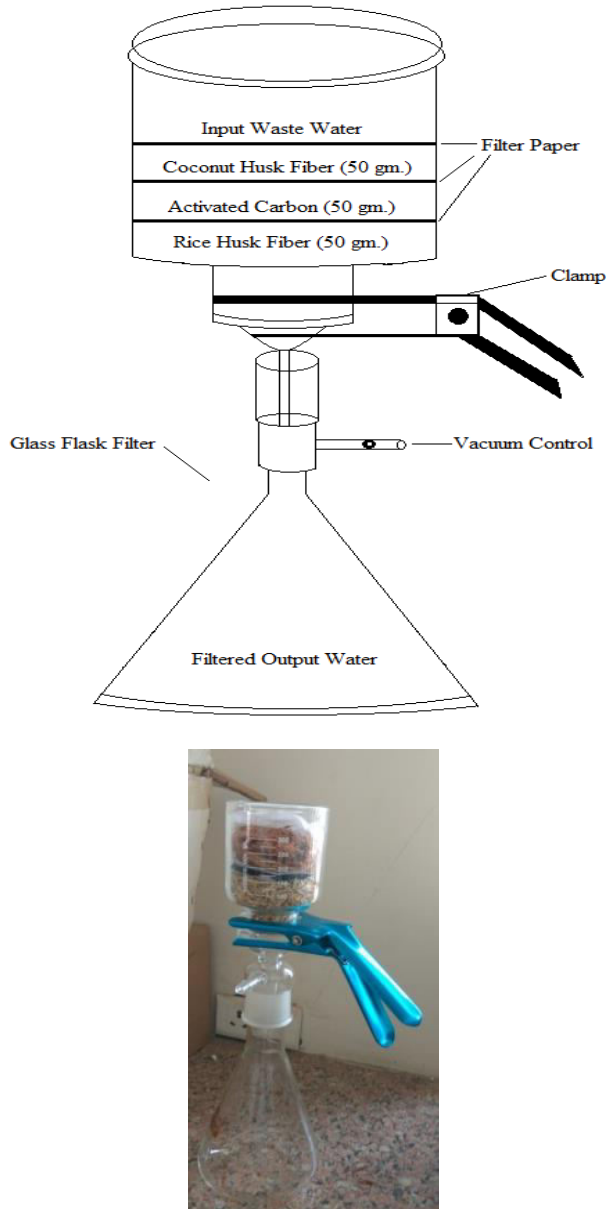 Input Waste Water
Filter Paper
Coconut Husk Fiber (50 gm.)
Activated Carbon (50 gm.)
Rice Husk Fiber (50 gm.)
Clamp
Glass Flask Filter
Vacuum Control
Filtered Output Water